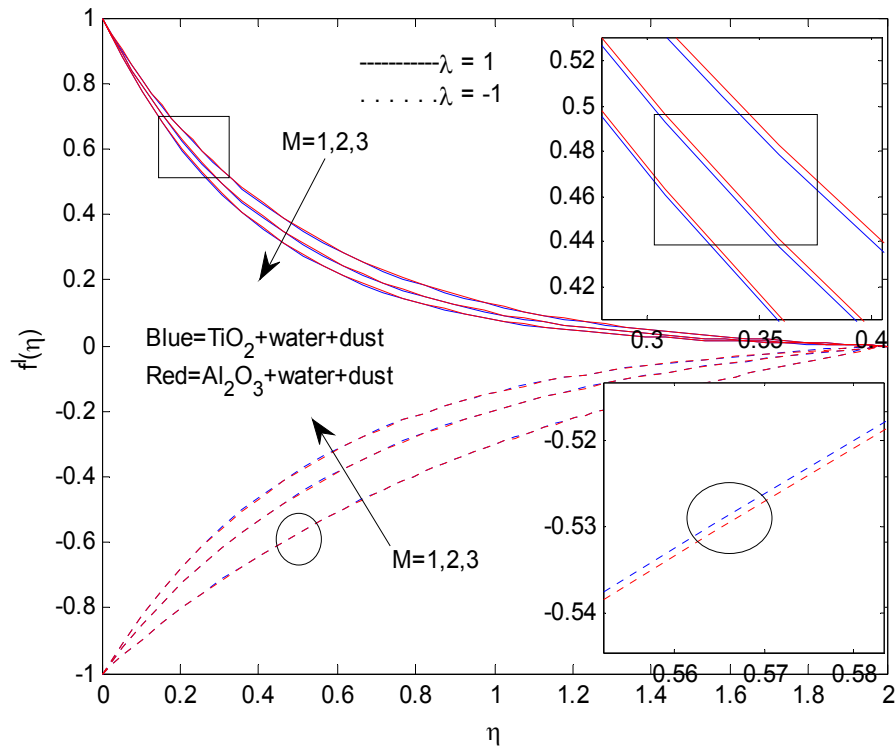 -----------λ = 1
. . . . . . λ = -1
M=1,2,3
Blue=TiO2+water+dust
Red=Al2O3+water+dust
M=1,2,3
f'(η)
1
0.8
0.6
0.4
0.2
0
-0.2
-0.4
-0.6
-0.8
-1
0 0.2 0.4 0.6 0.8 1 1.2 1.4 1.6 1.8 2
η
0.52
0.5
0.48
0.46
0.44
0.42
0.3 0.35 0.4
-0.52
-0.53
-0.54
0.56 0.57 0.58